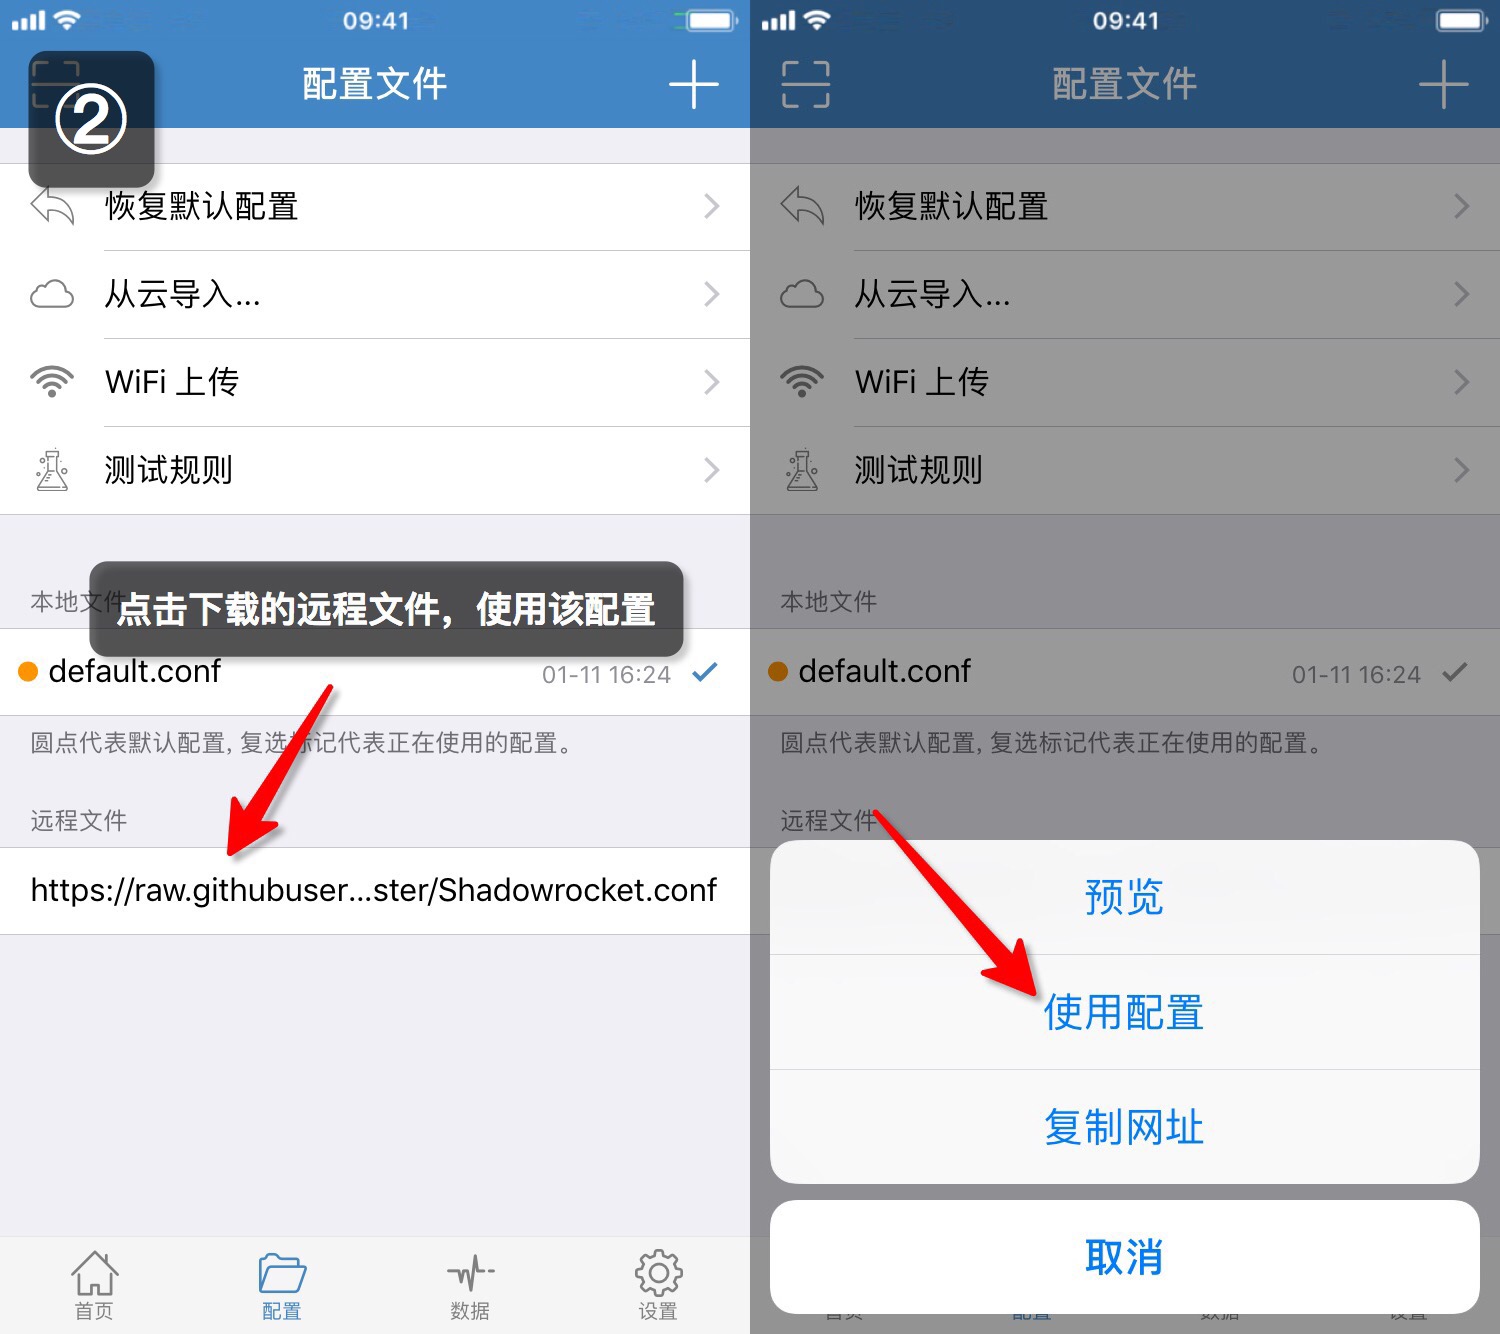 09:41
配置文件
②
恢复默认配置
从云导入...
WiFi 上传
测试规则
本地文件
点击下载的远程文件，使用该配置
default.conf
01-11 16:24
圆点代表默认配置, 复选标记代表正在使用的配置。
远程文件
https://raw.githubuser...ster/Shadowrocket.conf
首页
配置
数据
设置
09:41
配置文件
恢复默认配置
从云导入...
WiFi 上传
测试规则
本地文件
default.conf
01-11 16:24
圆点代表默认配置, 复选标记代表正在使用的配置。
远程文件
预览
使用配置
复制网址
取消
首页
配置
数据
设置